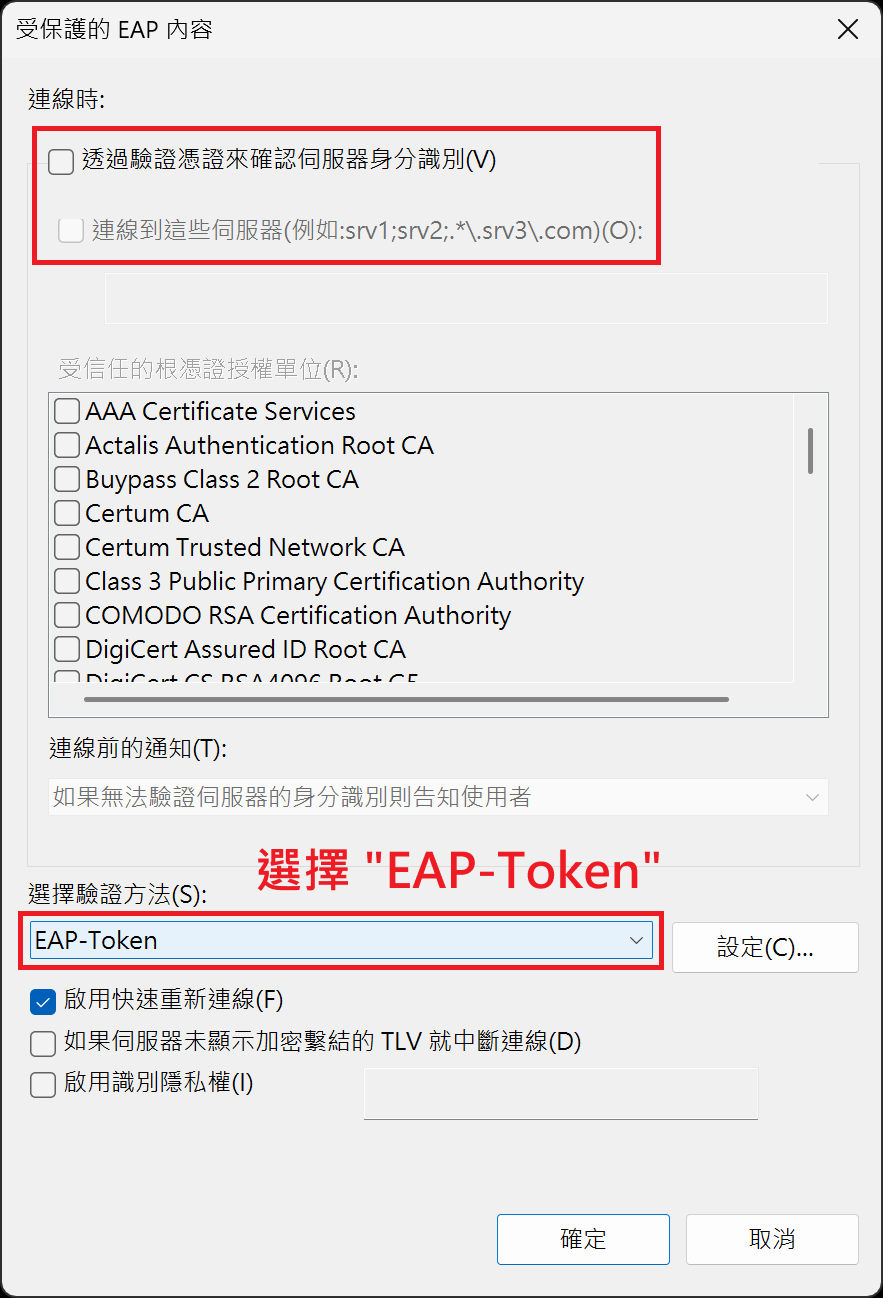 受保護的 EAP 內容
連線時:
透過驗證憑證來確認伺服器身分識別(V)
連線到這些伺服器(例如:srv1;srv2;.*\.srv3\.com)(O):
受信任的根憑證授權單位(R):
AAA Certificate Services
Actalis Authentication Root CA
Buypass Class 2 Root CA
Certum CA
Certum Trusted Network CA
Class 3 Public Primary Certification Authority
COMODO RSA Certification Authority
DigiCert Assured ID Root CA
DigiCert CS RSA4096 Root G5
連線前的通知(T):
如果無法驗證伺服器的身分識別則告知使用者
選擇 "EAP-Token"
選擇驗證方法(S):
EAP-Token
設定(C)...
啟用快速重新連線(F)
如果伺服器未顯示加密繫結的 TLV 就中斷連線(D)
啟用識別隱私權(I)
確定
取消